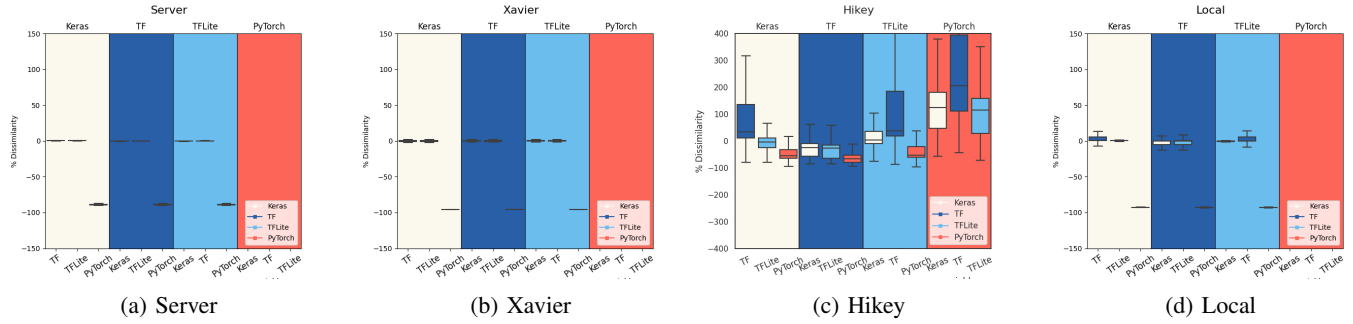 Server
Keras TF TFLite PyTorch
% Dissimilarity
150
100
50
0
−50
−100
−150
Keras
TF
TFLite
PyTorch
TF TFLite PyTorch Keras TFLite PyTorch Keras TF PyTorch Keras TF TFLite
(a) Server
Xavier
Keras TF TFLite PyTorch
% Dissimilarity
150
100
50
0
−50
−100
−150
Keras
TF
TFLite
PyTorch
TF TFLite PyTorch Keras TFLite PyTorch Keras TF PyTorch Keras TF TFLite
(b) Xavier
Hikey
Keras TF TFLite PyTorch
% Dissimilarity
400
300
200
100
0
−100
−200
−300
−400
Keras
TF
TFLite
PyTorch
TF TFLite PyTorch Keras TFLite PyTorch Keras TF PyTorch Keras TF TFLite
(c) Hikey
Local
Keras TF TFLite PyTorch
% Dissimilarity
150
100
50
0
−50
−100
−150
Keras
TF
TFLite
PyTorch
TF TFLite PyTorch Keras TFLite PyTorch Keras TF PyTorch Keras TF TFLite
(d) Local